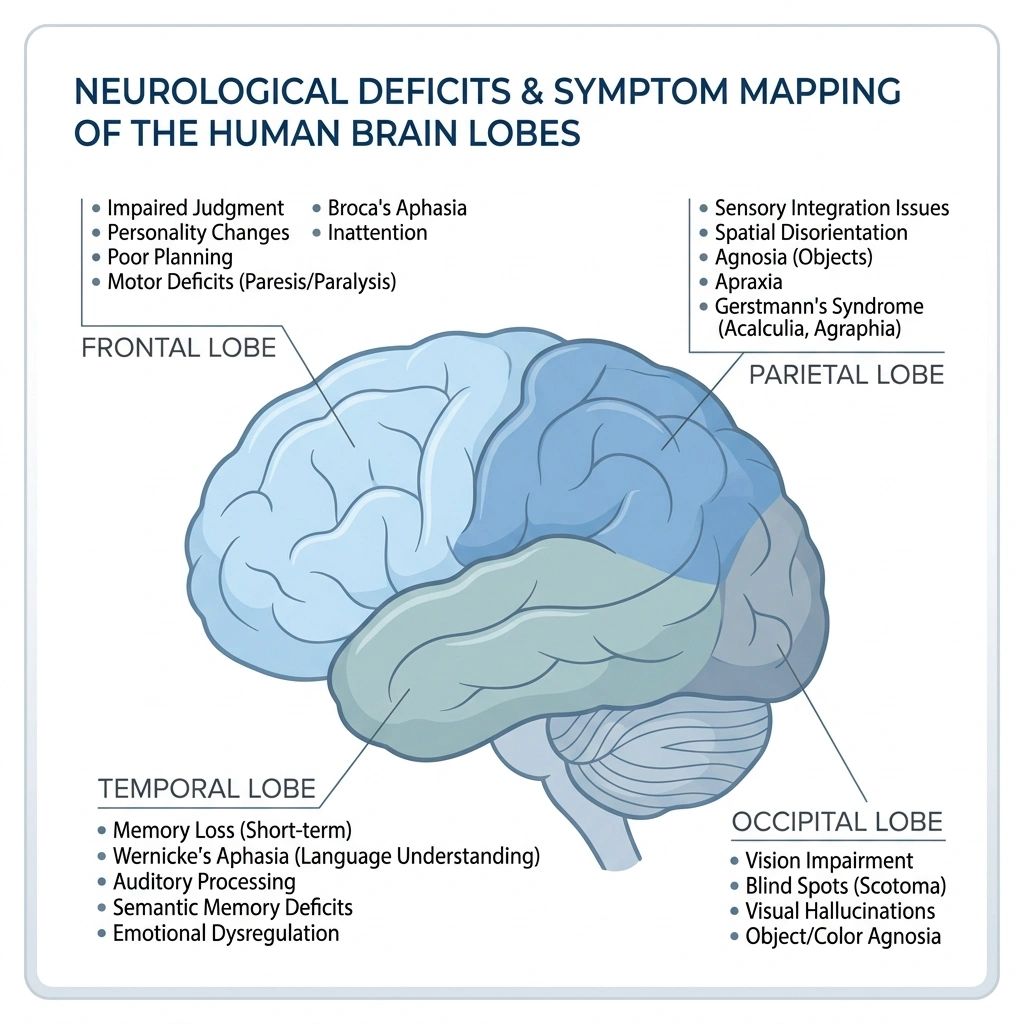 NEUROLOGICAL DEFICITS & SYMPTOM MAPPING
OF THE HUMAN BRAIN LOBES
• Impaired Judgment
• Personality Changes
• Poor Planning
• Motor Deficits (Paresis/Paralysis)
• Broca's Aphasia
• Inattention
FRONTAL LOBE
• Sensory Integration Issues
• Spatial Disorientation
• Agnosia (Objects)
• Apraxia
• Gerstmann's Syndrome
(Acalculia, Agraphia)
PARIETAL LOBE
TEMPORAL LOBE
• Memory Loss (Short-term)
• Wernicke's Aphasia (Language Understanding)
• Auditory Processing
• Semantic Memory Deficits
• Emotional Dysregulation
OCCIPITAL LOBE
• Vision Impairment
• Blind Spots (Scotoma)
• Visual Hallucinations
• Object/Color Agnosia